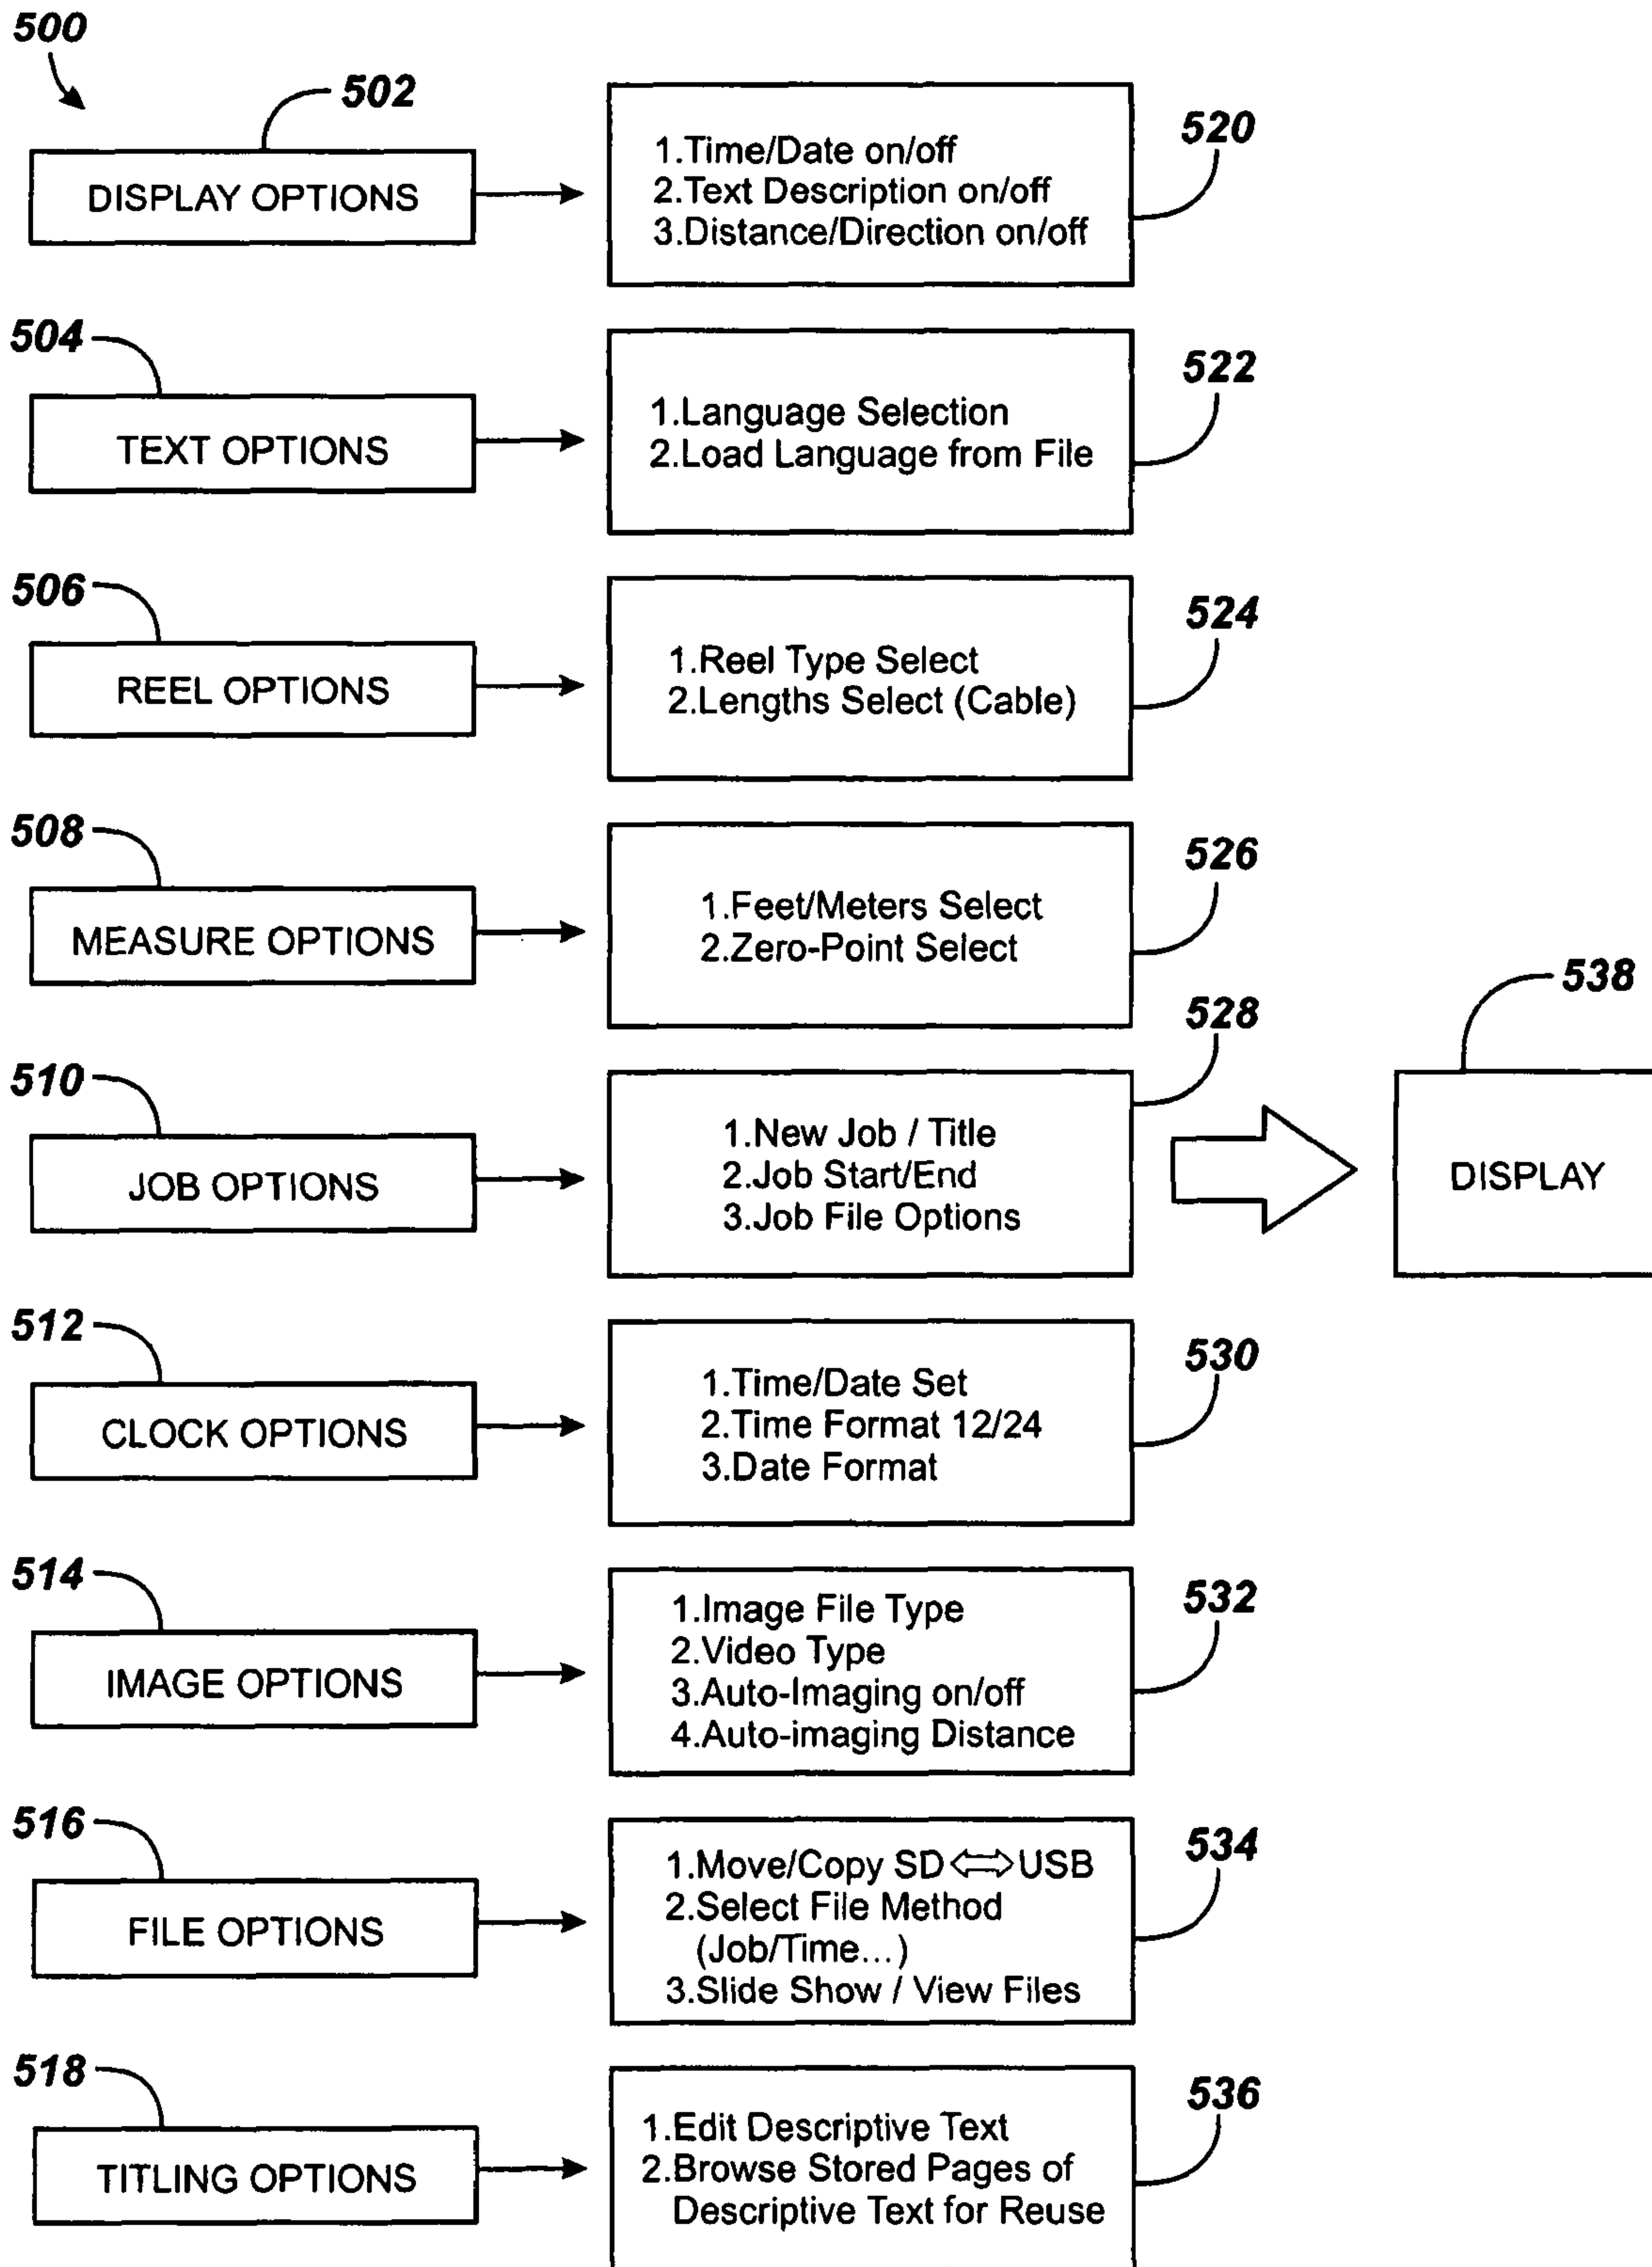 500
502
DISPLAY OPTIONS
1.Time/Date on/off
2.Text Description on/off
3.Distance/Direction on/off
520
504
TEXT OPTIONS
1.Language Selection
2.Load Language from File
522
506
REEL OPTIONS
1.Reel Type Select
2.Lengths Select (Cable)
524
508
MEASURE OPTIONS
1.Feet/Meters Select
2.Zero-Point Select
526
510
JOB OPTIONS
1.New Job / Title
2.Job Start/End
3.Job File Options
528
538
DISPLAY
512
CLOCK OPTIONS
1.Time/Date Set
2.Time Format 12/24
3.Date Format
530
514
IMAGE OPTIONS
1.Image File Type
2.Video Type
3.Auto-Imaging on/off
4.Auto-imaging Distance
532
516
FILE OPTIONS
1.Move/Copy SD⇔USB
2.Select File Method
(Job/Time...)
3.Slide Show / View Files
534
518
TITLING OPTIONS
1.Edit Descriptive Text
2.Browse Stored Pages of
Descriptive Text for Reuse
536